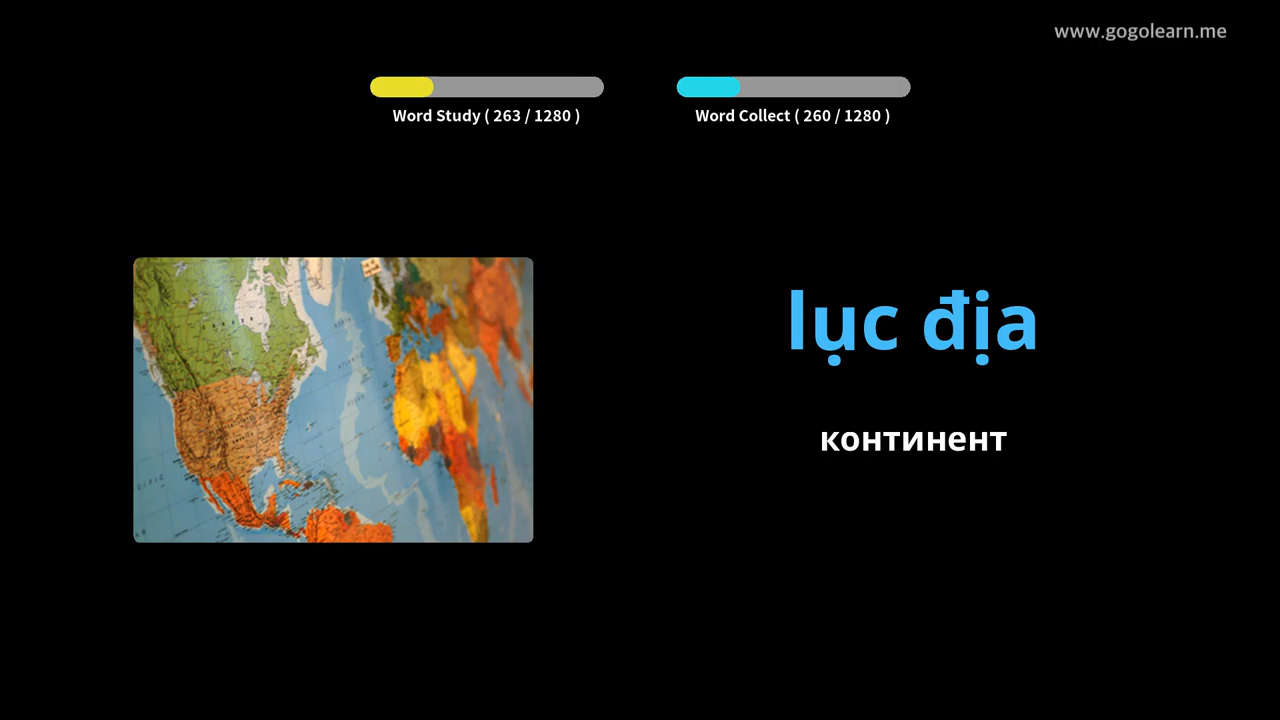 www.gogolearn.me
Word Study ( 263 / 1280 )
Word Collect ( 260 / 1280 )
lục địa
континент